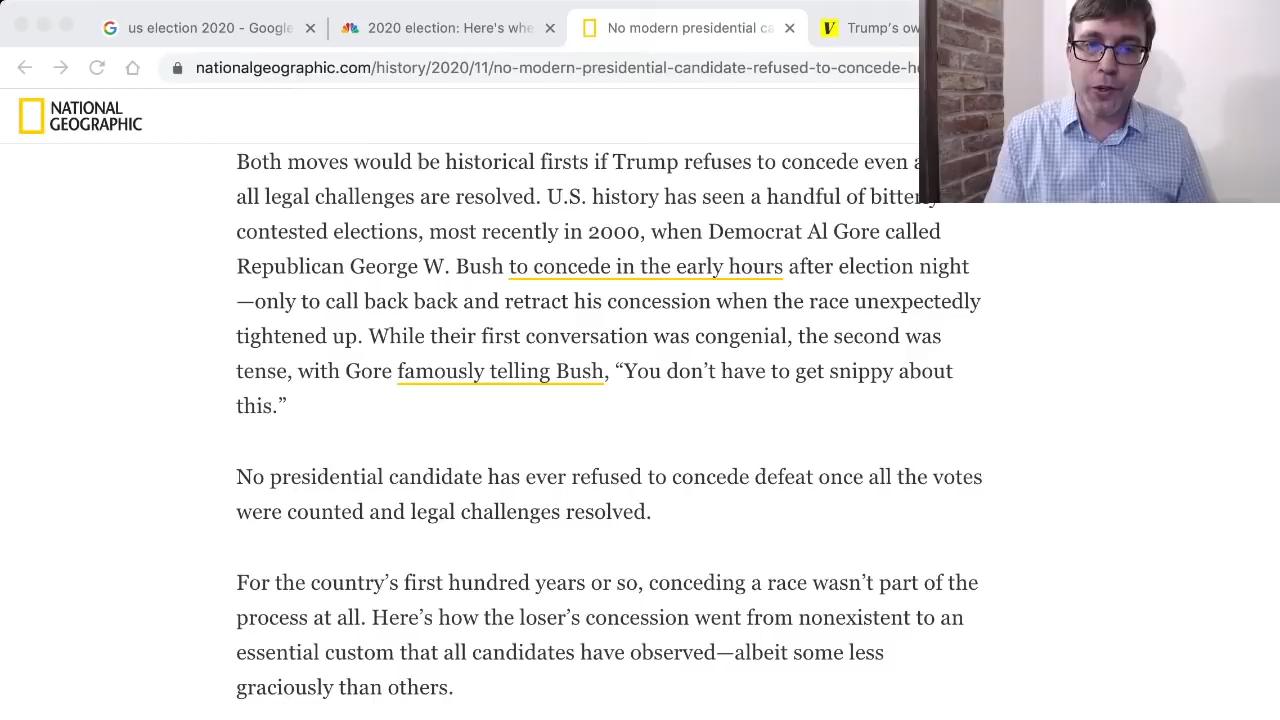 us election 2020 - Google
2020 election: Here's whe
No modern presidential ca
Trump's ow
nationalgeographic.com/history/2020/11/no-modern-presidential-candidate-refused-to-concede-he
NATIONAL
GEOGRAPHIC
Both moves would be historical firsts if Trump refuses to concede even
all legal challenges are resolved. U.S. history has seen a handful of bitterly
contested elections, most recently in 2000, when Democrat Al Gore called
Republican George W. Bush to concede in the early hours after election night
—only to call back back and retract his concession when the race unexpectedly
tightened up. While their first conversation was congenial, the second was
tense, with Gore famously telling Bush, “You don’t have to get snippy about
this.”
No presidential candidate has ever refused to concede defeat once all the votes
were counted and legal challenges resolved.
For the country’s first hundred years or so, conceding a race wasn’t part of the
process at all. Here’s how the loser’s concession went from nonexistent to an
essential custom that all candidates have observed—albeit some less
graciously than others.